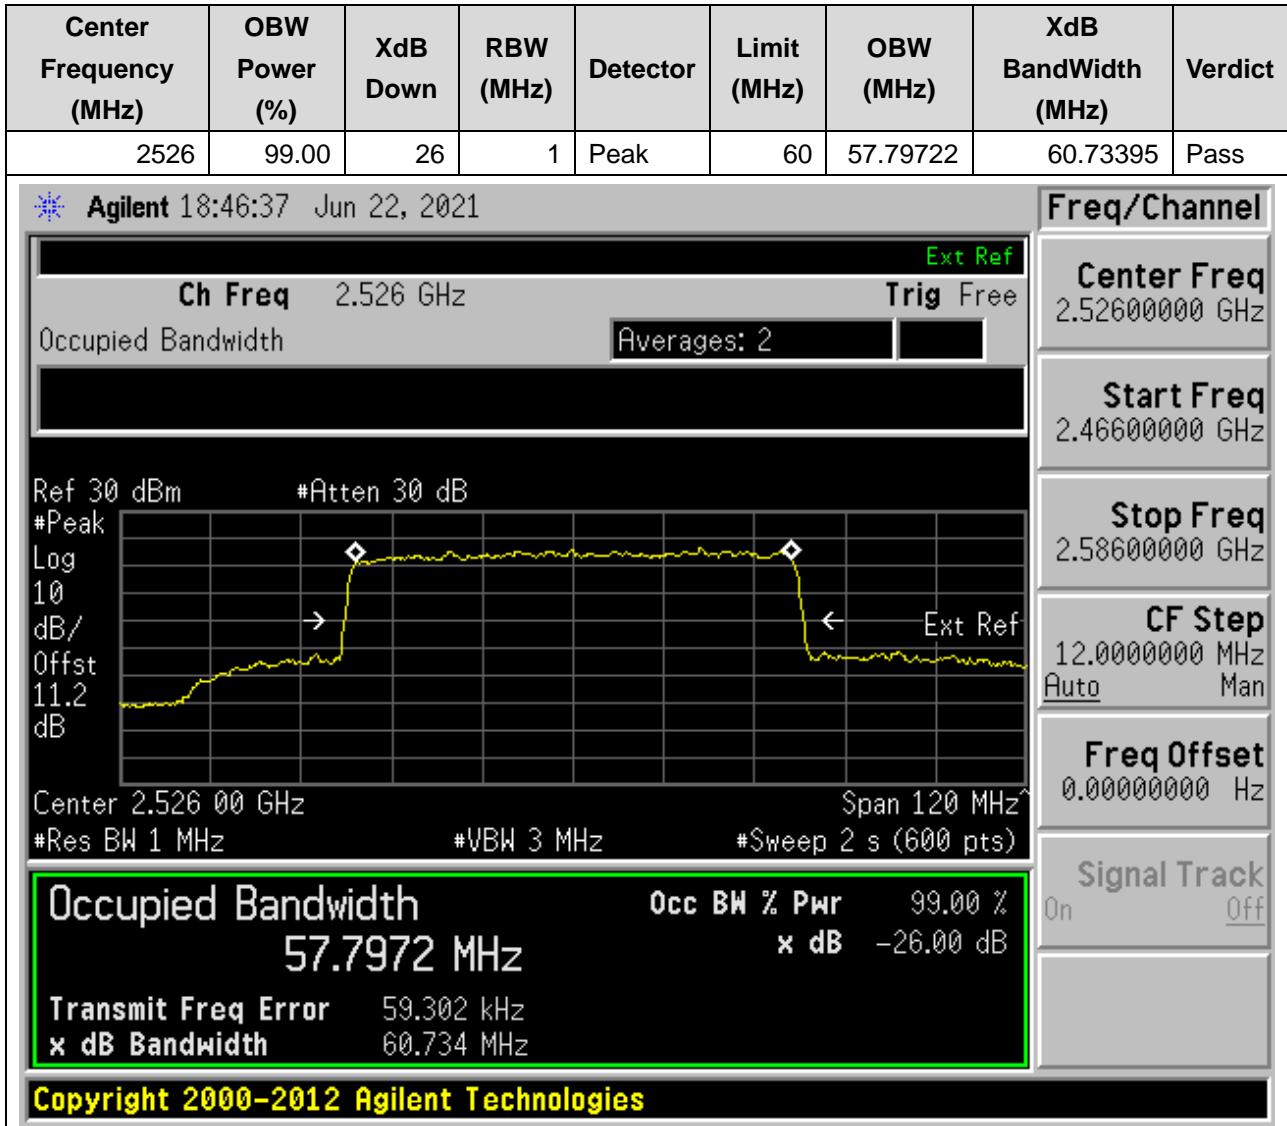 Center Frequency (MHz) OBW Power (%) XdB Down RBW (MHz) Detector Limit (MHz) OBW (MHz) XdB BandWidth (MHz) Verdict
2526 99.00 26 1 Peak 60 57.79722 60.73395 Pass
Agilent 18:46:37 Jun 22, 2021
Freq/Channel
Ext Ref
Ch Freq 2.526 GHz Trig Free
Occupied Bandwidth Averages: 2
Center Freq
2.52600000 GHz
Start Freq
2.46600000 GHz
Stop Freq
2.58600000 GHz
CF Step
12.0000000 MHz
Auto Man
Freq Offset
0.00000000 Hz
Signal Track
On Off
Ref 30 dBm #Atten 30 dB
#Peak
Log
10
dB/
Offst
11.2
dB
Ext Ref
Center 2.526 00 GHz Span 120 MHz^
#Res BW 1 MHz #VBW 3 MHz #Sweep 2 s (600 pts)
Occupied Bandwidth Occ BW % Pwr 99.00 %
57.7972 MHz x dB -26.00 dB
Transmit Freq Error 59.302 kHz
x dB Bandwidth 60.734 MHz
Copyright 2000-2012 Agilent Technologies